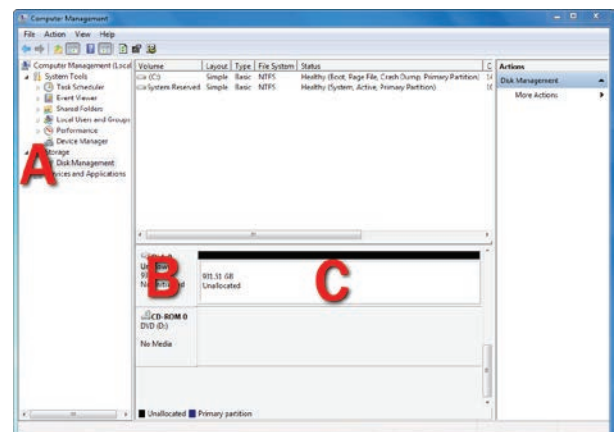 Computer Management
File Action View Help
Computer Management (Local
System Tools
Task Scheduler
Event Viewer
Shared Folders
Local Users and Groups
Performance
Device Manager
Storage
Disk Management
Services and Applications
A
Volume Layout Type File System Status C
(C:) Simple Basic NTFS Healthy (Boot, Page File, Crash Dump, Primary Partition)
System Reserved Simple Basic NTFS Healthy (System, Active, Primary Partition)
Actions
Disk Management
More Actions
B
931.51 GB
Unallocated
C
CD-ROM 0
DVD (D:)
No Media
Unallocated Primary partition